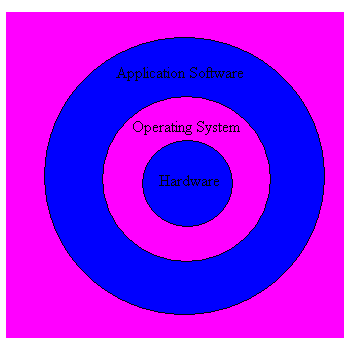 Application Software
Operating System
Hardware